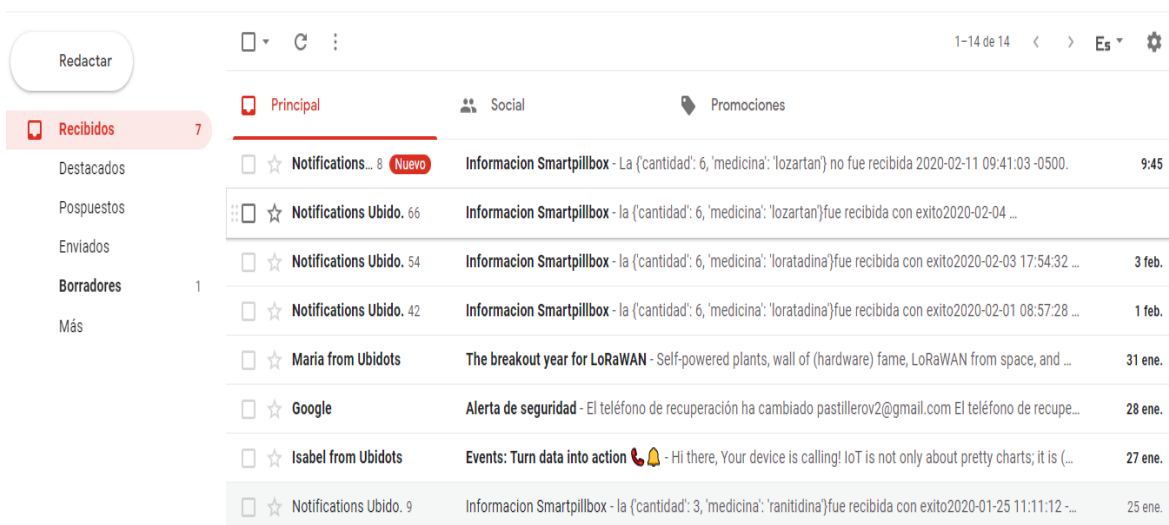 1–14 de 14 Es
Redactar
Principal Social Promociones
Recibidos 7
Destacados
Pospuestos
Enviados
Borradores 1
Más
Notifications... 8 Nuevo Informacion Smartpillbox - La {'cantidad': 6, 'medicina': 'lozartan'} no fue recibida 2020-02-11 09:41:03 -0500. 9:45
Notifications Ubido. 66 Informacion Smartpillbox - la {'cantidad': 6, 'medicina': 'lozartan'}fue recibida con exito2020-02-04 ...
Notifications Ubido. 54 Informacion Smartpillbox - la {'cantidad': 6, 'medicina': 'loratadina'}fue recibida con exito2020-02-03 17:54:32 ... 3 feb.
Notifications Ubido. 42 Informacion Smartpillbox - la {'cantidad': 6, 'medicina': 'loratadina'}fue recibida con exito2020-02-01 08:57:28 ... 1 feb.
Maria from Ubidots The breakout year for LoRaWAN - Self-powered plants, wall of (hardware) fame, LoRaWAN from space, and ... 31 ene.
Google Alerta de seguridad - El teléfono de recuperación ha cambiado pastillerov2@gmail.com El teléfono de recupe... 28 ene.
Isabel from Ubidots Events: Turn data into action 📞🔔 - Hi there, Your device is calling! IoT is not only about pretty charts; it is (... 27 ene.
Notifications Ubido. 9 Informacion Smartpillbox - la {'cantidad': 3, 'medicina': 'ranitidina'}fue recibida con exito2020-01-25 11:11:12 -... 25 ene.